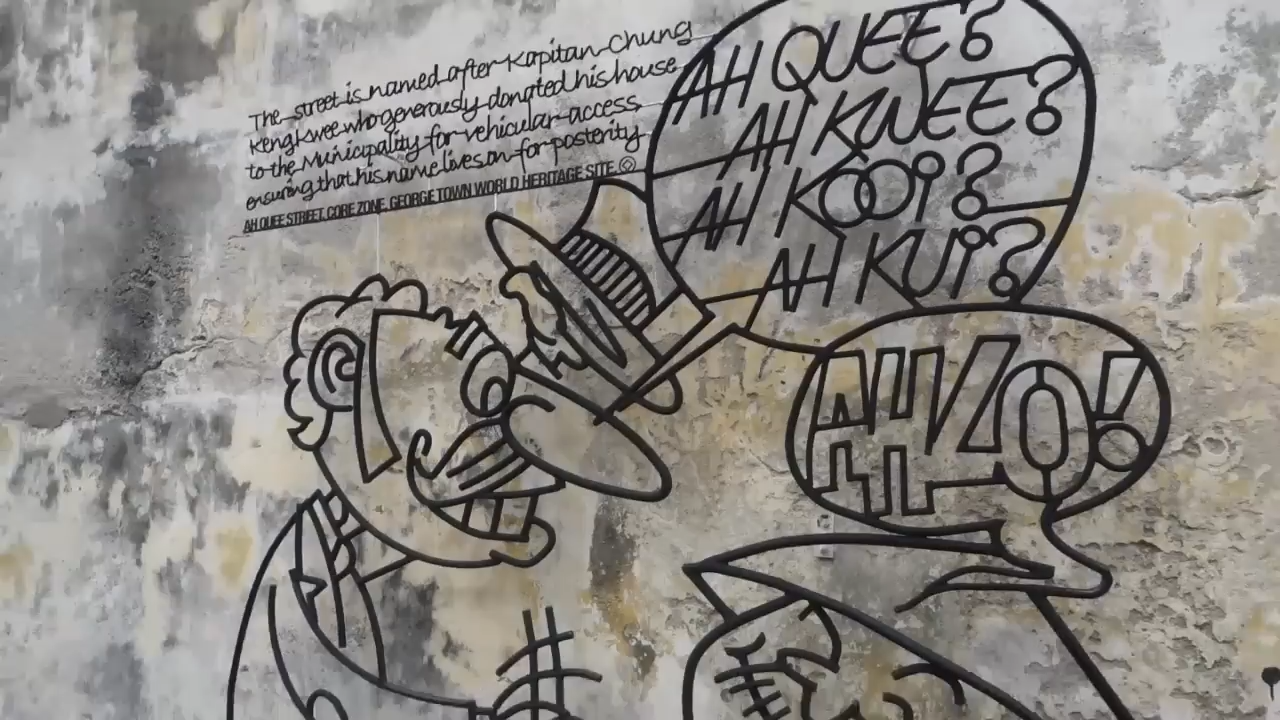 The street is named after Kapitan Chung
Keng Kwee who generously donated his house
to the Municipality for vehicular access
ensuring that his name lives on for posterity
AH QUEE STREET, CORE ZONE, GEORGE TOWN WORLD HERITAGE SITE.
AH QUEE?
AH KWEE?
AH KOOi?
AH KUi?
AHLO!